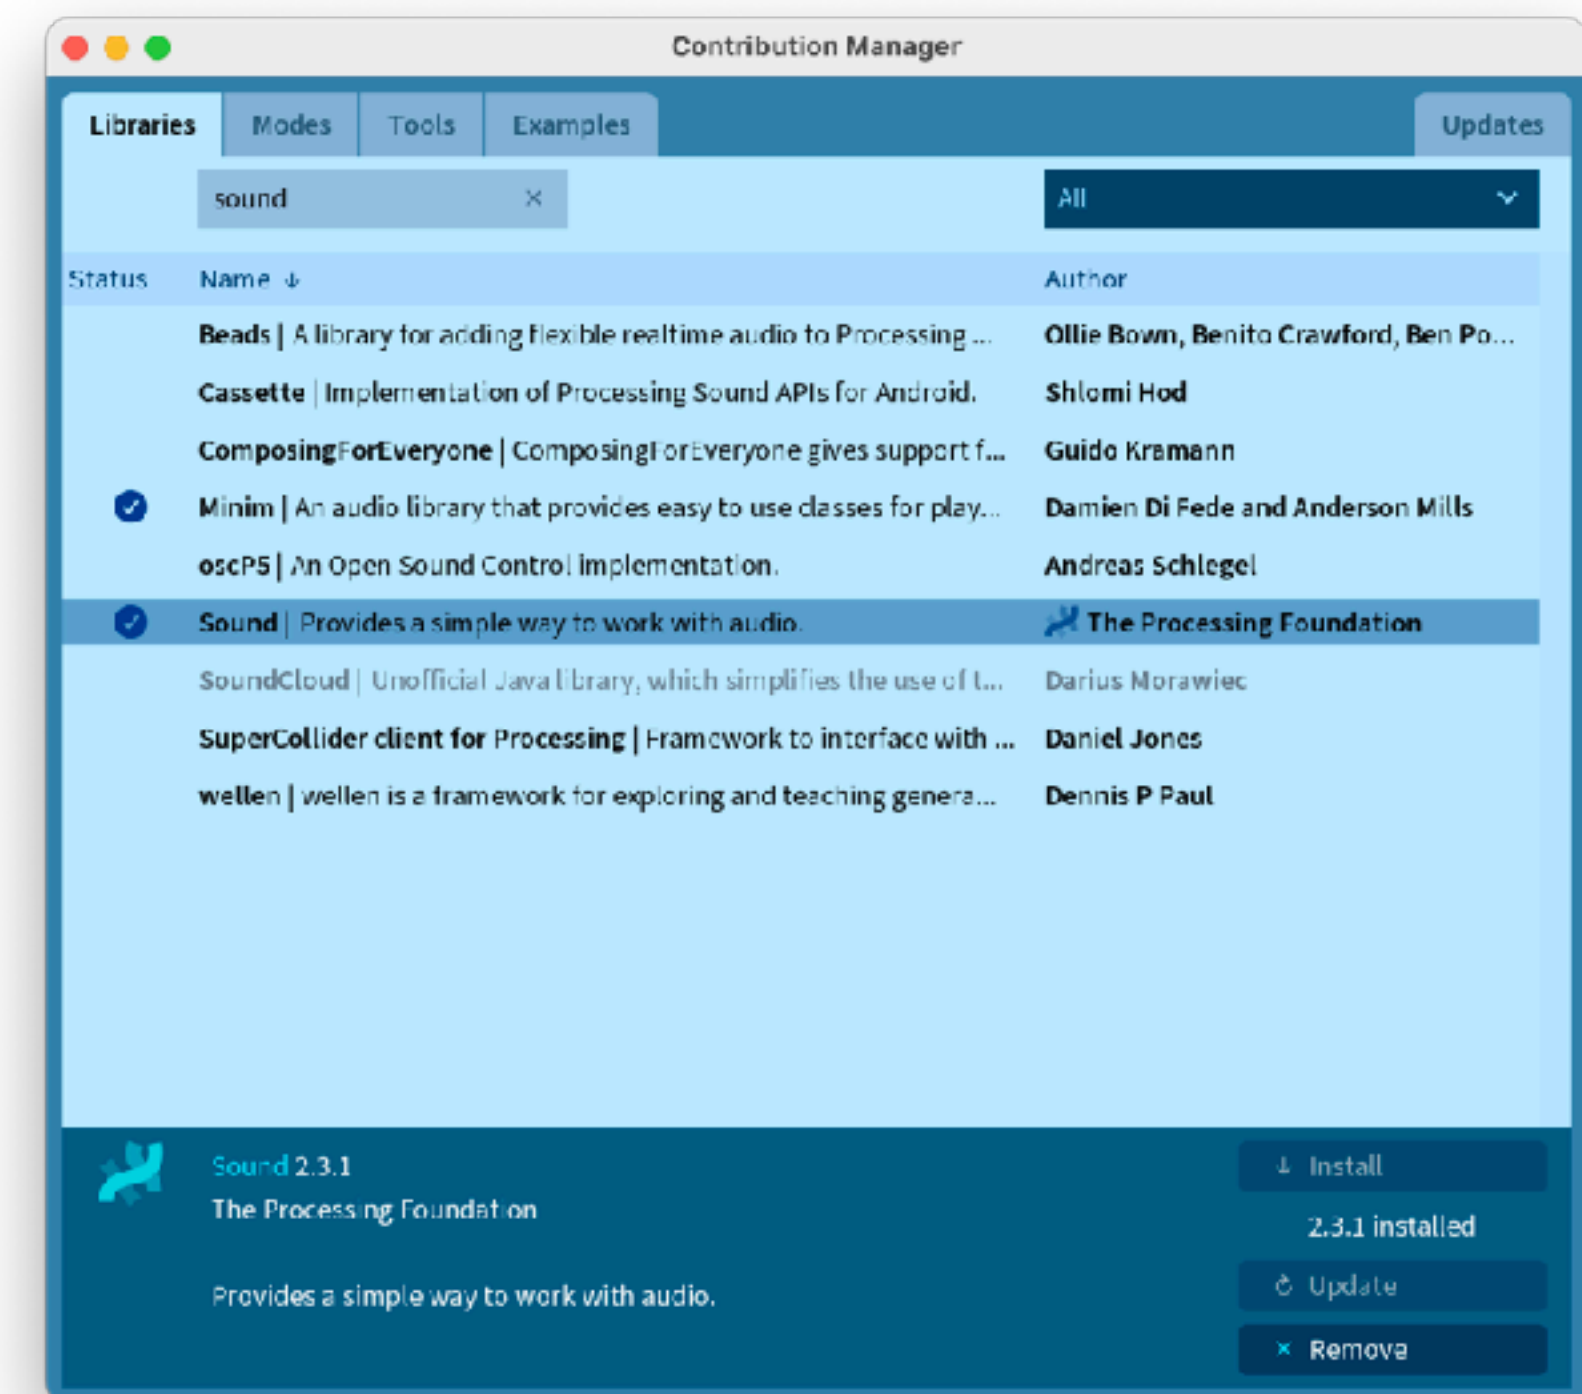 Contribution Manager
Libraries Modes Tools Examples Updates
sound All
Status Name Author
Beads | A library for adding flexible realtime audio to Processing ... Ollie Bown, Benito Crawford, Ben Po...
Cassette | Implementation of Processing Sound APIs for Android. Shlomi Hod
ComposingForEveryone | ComposingForEveryone gives support f... Guido Kramann
Minim | An audio library that provides easy to use classes for play... Damien Di Fede and Anderson Mills
oscP5 | An Open Sound Control implementation. Andreas Schlegel
Sound | Provides a simple way to work with audio. The Processing Foundation
SoundCloud | Unofficial Java library, which simplifies the use of t... Darius Morawiec
SuperCollider client for Processing | Framework to interface with ... Daniel Jones
wellen | wellen is a framework for exploring and teaching genera... Dennis P Paul
Sound 2.3.1
Install
The Processing Foundation
2.3.1 installed
Provides a simple way to work with audio.
Update
Remove